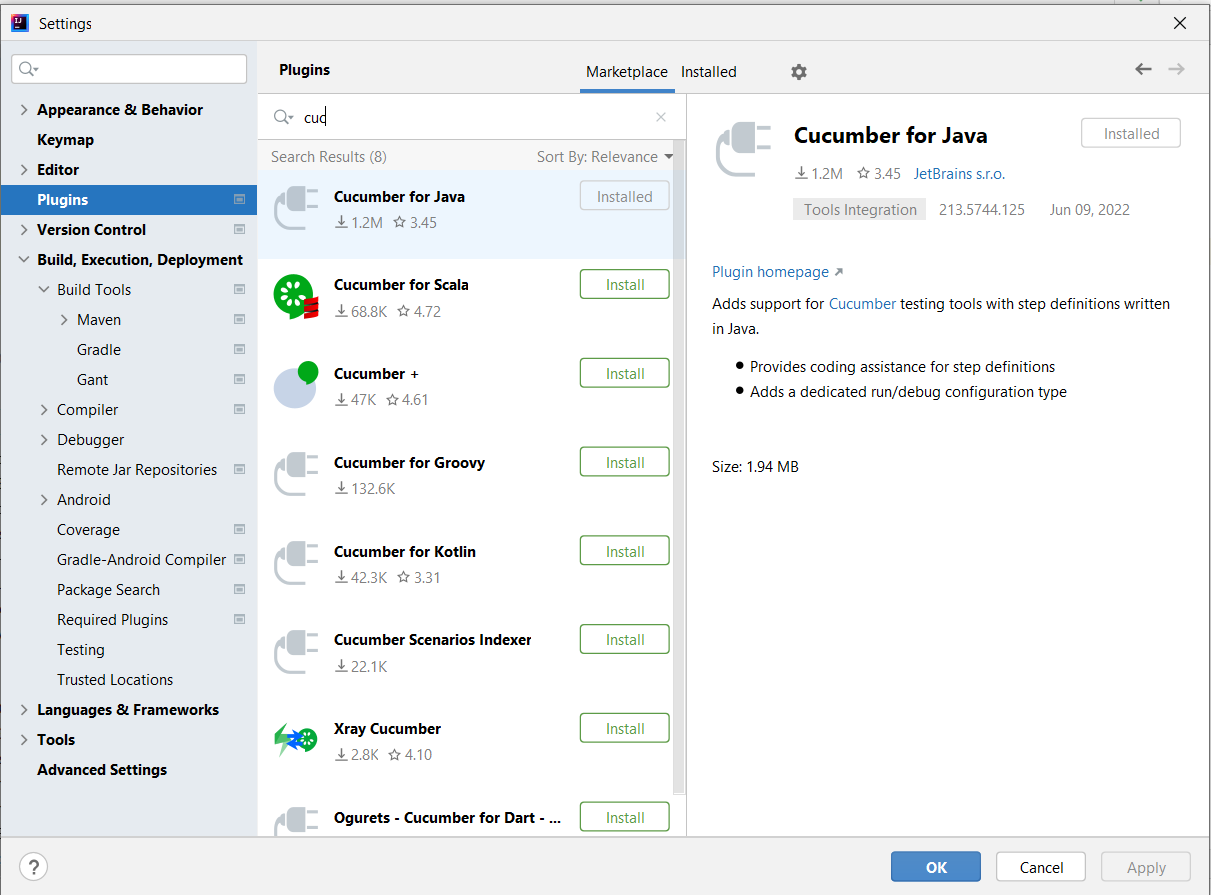 Settings
Appearance & Behavior
Keymap
Editor
Plugins
Version Control
Build, Execution, Deployment
Build Tools
Maven
Gradle
Gant
Compiler
Debugger
Remote Jar Repositories
Android
Coverage
Gradle-Android Compiler
Package Search
Required Plugins
Testing
Trusted Locations
Languages & Frameworks
Tools
Advanced Settings
Plugins
Marketplace Installed
cuc
Search Results (8) Sort By: Relevance
Cucumber for Java Installed
1.2M 3.45
Cucumber for Scala Install
68.8K 4.72
Cucumber + Install
47K 4.61
Cucumber for Groovy Install
132.6K
Cucumber for Kotlin Install
42.3K 3.31
Cucumber Scenarios Indexer Install
22.1K
Xray Cucumber Install
2.8K 4.10
Ogurets - Cucumber for Dart - ... Install
Cucumber for Java Installed
1.2M 3.45 JetBrains s.r.o.
Tools Integration 213.5744.125 Jun 09, 2022
Plugin homepage
Adds support for Cucumber testing tools with step definitions written
in Java.
Provides coding assistance for step definitions
Adds a dedicated run/debug configuration type
Size: 1.94 MB
? OK Cancel Apply